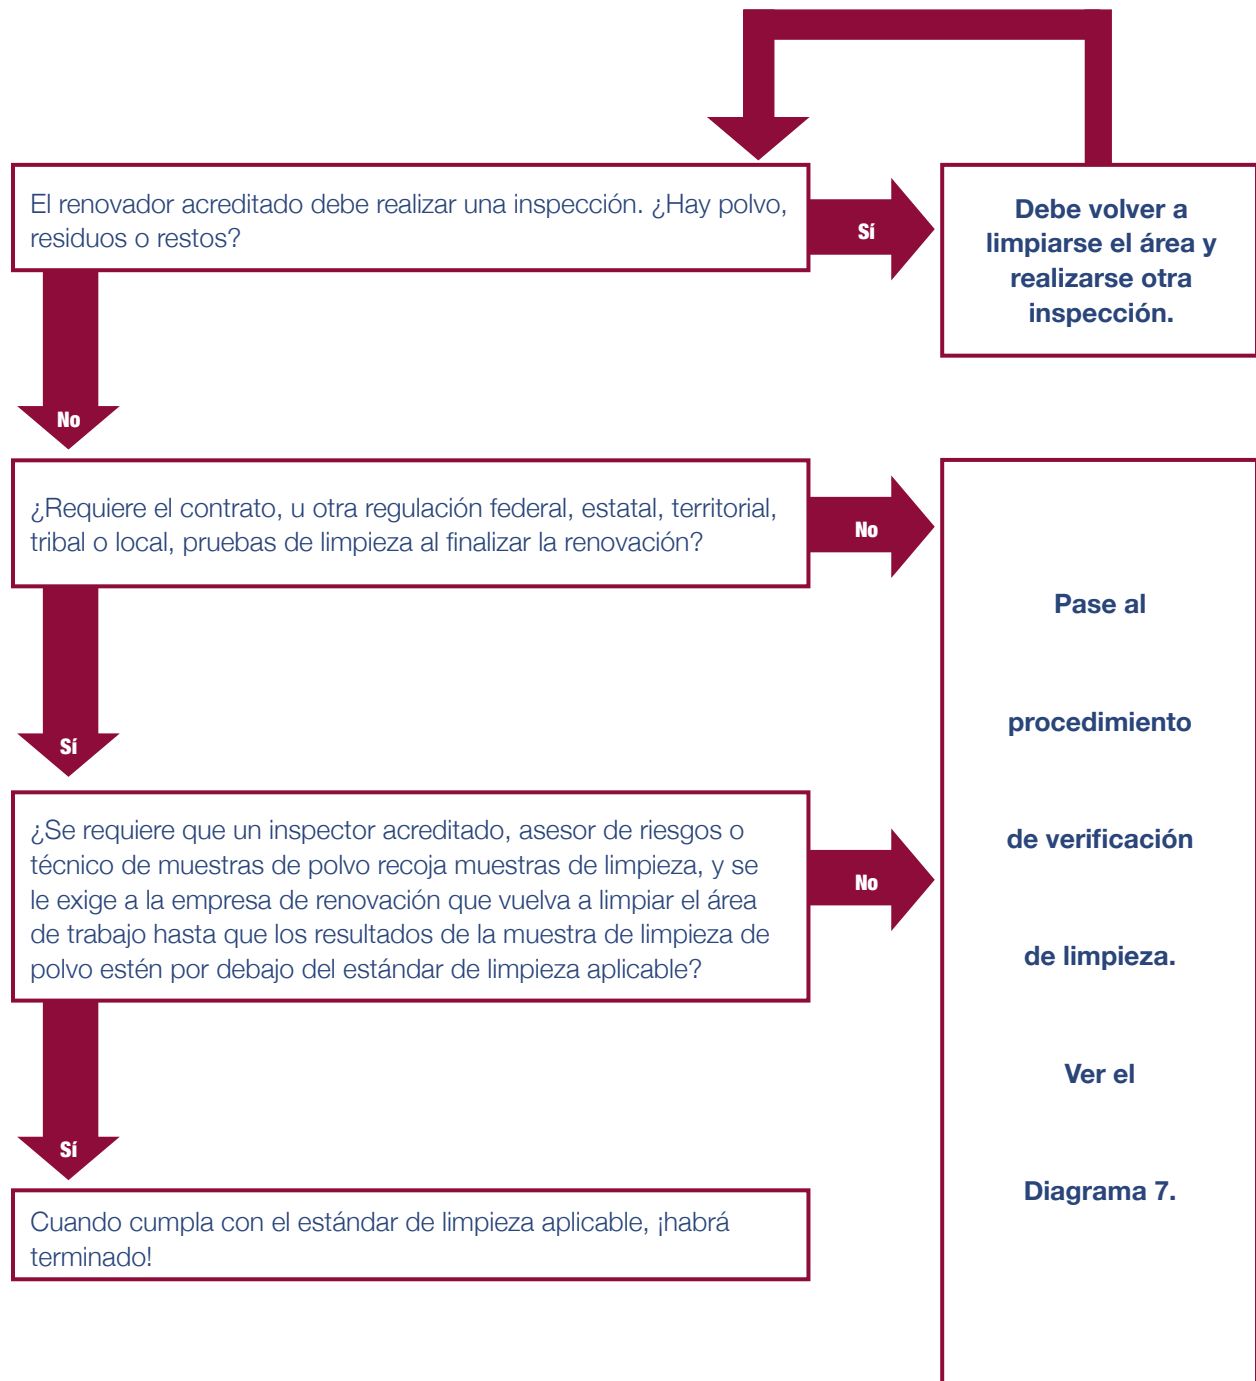 El renovador acreditado debe realizar una inspección. ¿Hay polvo,
residuos o restos?
Sí
Debe volver a
limpiarse el área y
realizarse otra
inspección.
No
¿Requiere el contrato, u otra regulación federal, estatal, territorial,
tribal o local, pruebas de limpieza al finalizar la renovación?
No
Sí
¿Se requiere que un inspector acreditado, asesor de riesgos o
técnico de muestras de polvo recoja muestras de limpieza, y se
le exige a la empresa de renovación que vuelva a limpiar el área
de trabajo hasta que los resultados de la muestra de limpieza de
polvo estén por debajo del estándar de limpieza aplicable?
No
Sí
Cuando cumpla con el estándar de limpieza aplicable, ¡habrá
terminado!
Pase al
procedimiento
de verificación
de limpieza.
Ver el
Diagrama 7.